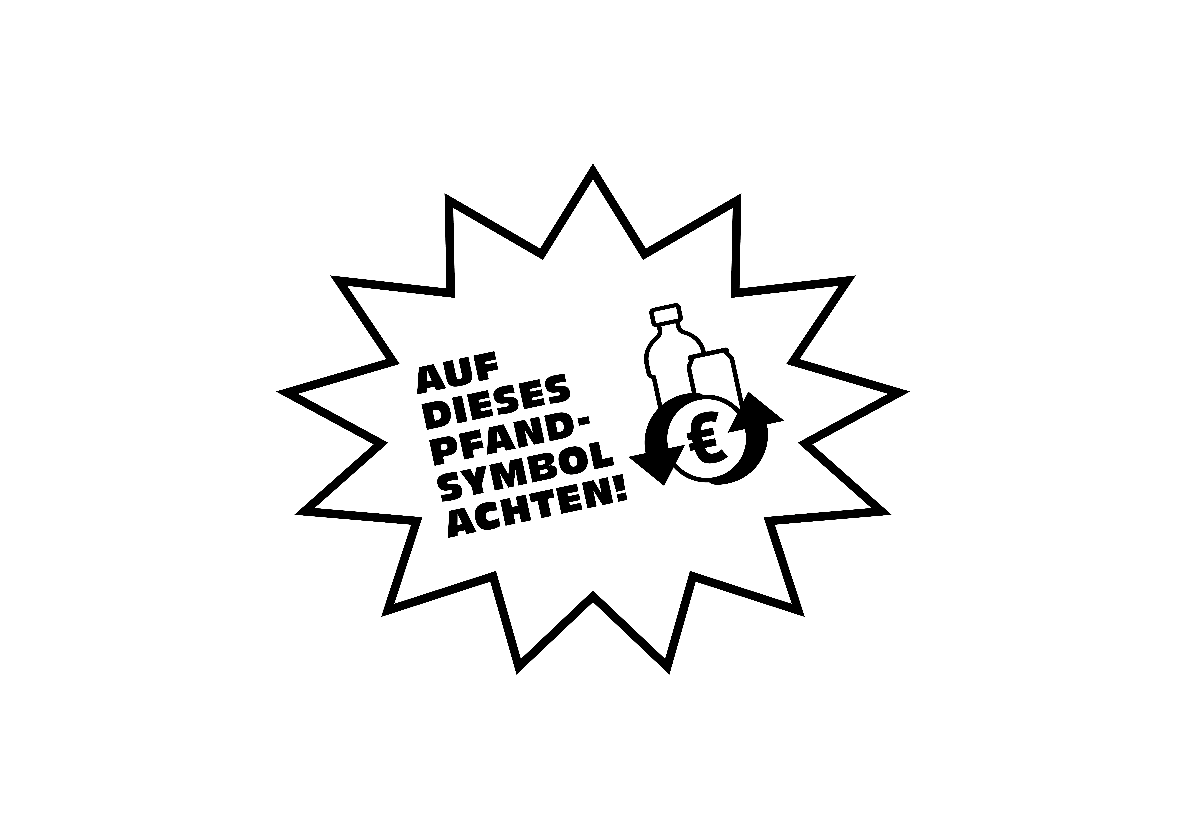 AUF
DIESES
PFAND-
SYMBOL
ACHTEN!
€